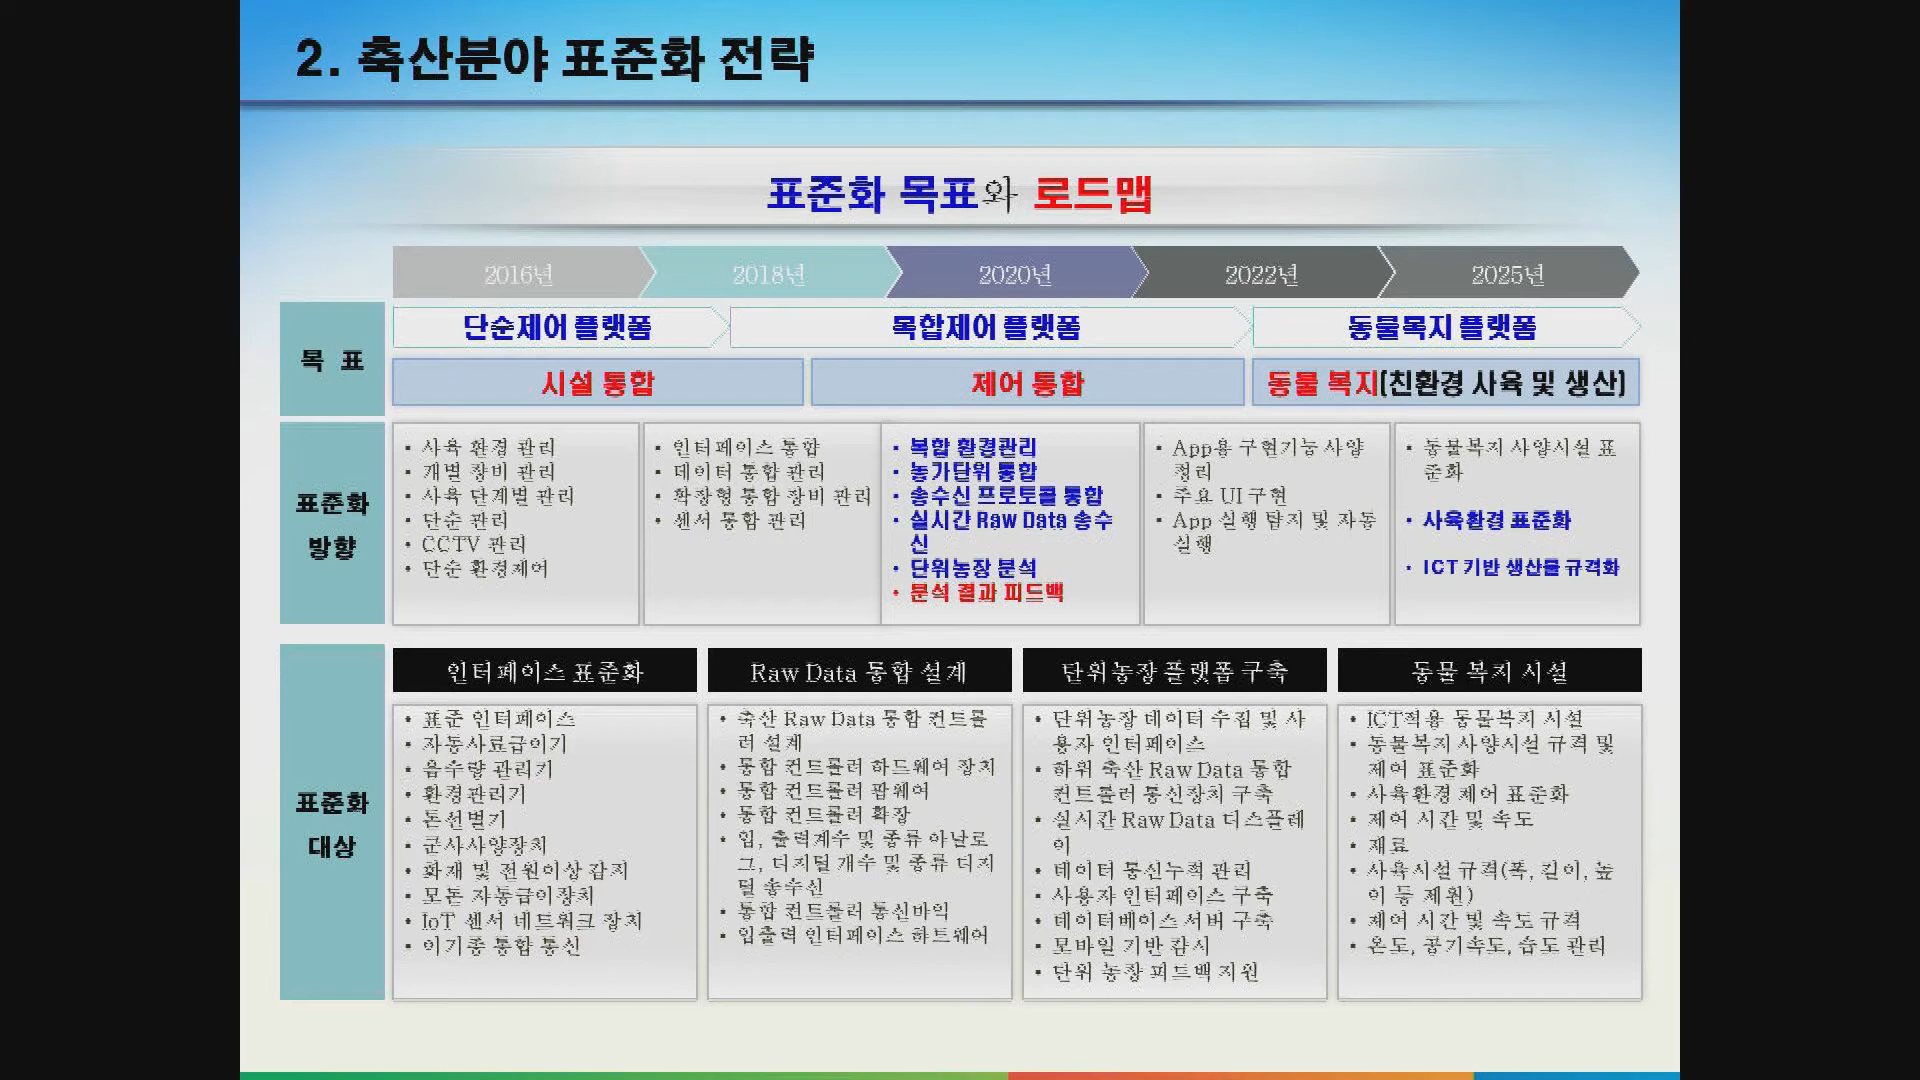 2. 축산분야 표준화 전략
표준화 목표와 로드맵
2016년
2018년
2020년
2022년
2025년
목 표
단순제어 플랫폼
복합제어 플랫폼
동물복지 플랫폼
시설 통합
제어 통합
동물 복지(친환경 사육 및 생산)
표준화
방향
• 사육 환경 관리
• 개별 장비 관리
• 사육 단계별 관리
• 단순 관리
• CCTV 관리
• 단순 환경제어
• 인터페이스 통합
• 데이터 통합 관리
• 확장형 통합 장비 관리
• 센서 통합 관리
• 복합 환경관리
• 농가단위 통합
• 송수신 프로토콜 통합
• 실시간 Raw Data 송수
신
• 단위농장 분석
• 분석 결과 피드백
• App용 구현기능 사양
정리
• 주요 UI 구현
• App 실행 탐지 및 자동
실행
• 동물복지 사양시설 표
준화
• 사육환경 표준화
• ICT 기반 생산물 규격화
표준화
대상
인터페이스 표준화
• 표준 인터페이스
• 자동사료급이기
• 음수량 관리기
• 환경관리기
• 돈선별기
• 군사사양장치
• 화재 및 전원이상 감지
• 모돈 자동급이장치
• IoT 센서 네트워크 장치
• 이기종 통합 통신
Raw Data 통합 설계
• 축산 Raw Data 통합 컨트롤
러 설계
• 통합 컨트롤러 하드웨어 장치
• 통합 컨트롤러 펌웨어
• 통합 컨트롤러 확장
• 입, 출력계수 및 종류 아날로
그, 디지털 개수 및 종류 디지
털 송수신
• 통합 컨트롤러 통신바익
• 입출력 인터페이스 하드웨어
단위농장 플랫폼 구축
• 단위농장 데이터 수집 및 사
용자 인터페이스
• 하위 축산 Raw Data 통합
컨트롤러 통신장치 구축
• 실시간 Raw Data 디스플레
이
• 데이터 통신누적 관리
• 사용자 인터페이스 구축
• 데이터베이스 서버 구축
• 모바일 기반 감시
• 단위 농장 피드백 지원
동물 복지 시설
• ICT적용 동물복지 시설
• 동물복지 사양시설 규격 및
제어 표준화
• 사육환경 제어 표준화
• 제어 시간 및 속도
• 재료
• 사육시설 규격(폭, 길이, 높
이 등 제원)
• 제어 시간 및 속도 규격
• 온도, 공기속도, 습도 관리